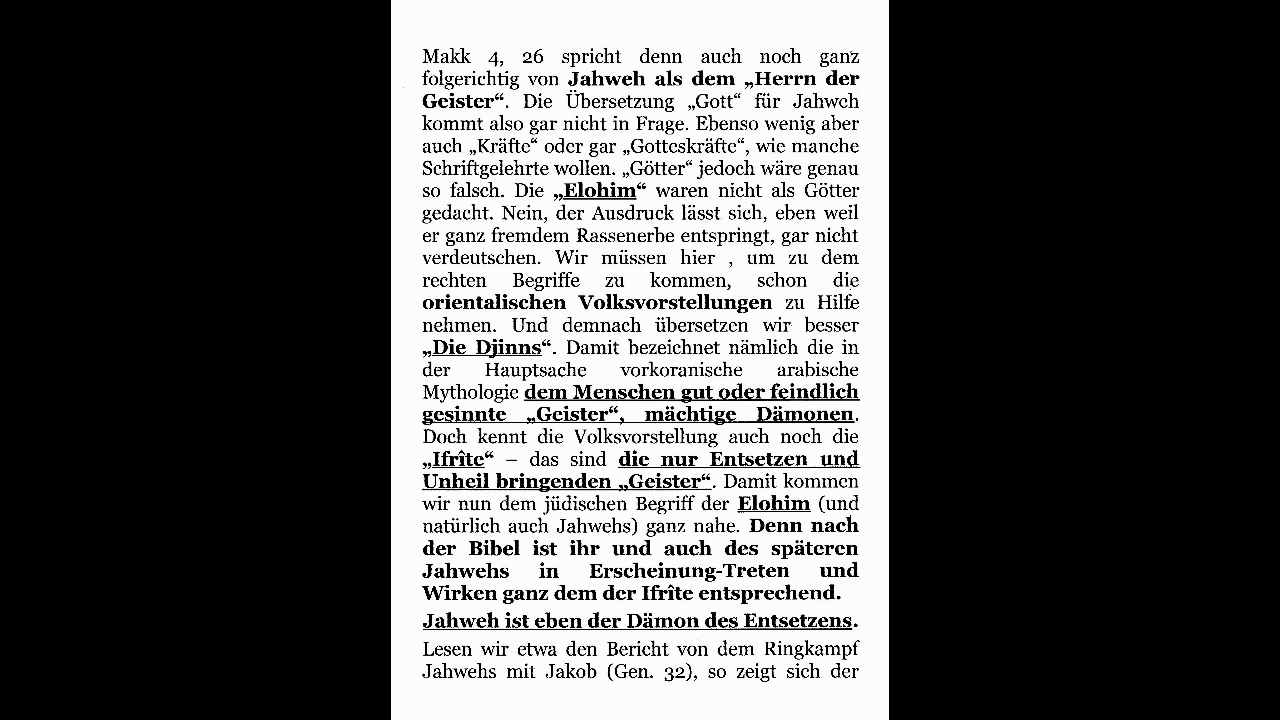 Makk 4, 26 spricht denn auch noch ganz
folgerichtig von Jahweh als dem „Herrn der
Geister“. Die Übersetzung „Gott“ für Jahweh
kommt also gar nicht in Frage. Ebenso wenig aber
auch „Kräfte“ oder gar „Gotteskräfte“, wie manche
Schriftgelehrte wollen. „Götter“ jedoch wäre genau
so falsch. Die „Elohim“ waren nicht als Götter
gedacht. Nein, der Ausdruck lässt sich, eben weil
er ganz fremdem Rassenerbe entspringt, gar nicht
verdeutschen. Wir müssen hier , um zu dem
rechten Begriffe zu kommen, schon die
orientalischen Volksvorstellungen zu Hilfe
nehmen. Und demnach übersetzen wir besser
„Die Djinns“. Damit bezeichnet nämlich die in
der Hauptsache vorkoranische arabische
Mythologie dem Menschen gut oder feindlich
gesinnte „Geister“, mächtige Dämonen.
Doch kennt die Volksvorstellung auch noch die
„Ifrîte“ – das sind die nur Entsetzen und
Unheil bringenden „Geister“. Damit kommen
wir nun dem jüdischen Begriff der Elohim (und
natürlich auch Jahwehs) ganz nahe. Denn nach
der Bibel ist ihr und auch des späteren
Jahwehs in Erscheinung-Treten und
Wirken ganz dem der Ifrîte entsprechend.
Jahweh ist eben der Dämon des Entsetzens.
Lesen wir etwa den Bericht von dem Ringkampf
Jahwehs mit Jakob (Gen. 32), so zeigt sich der